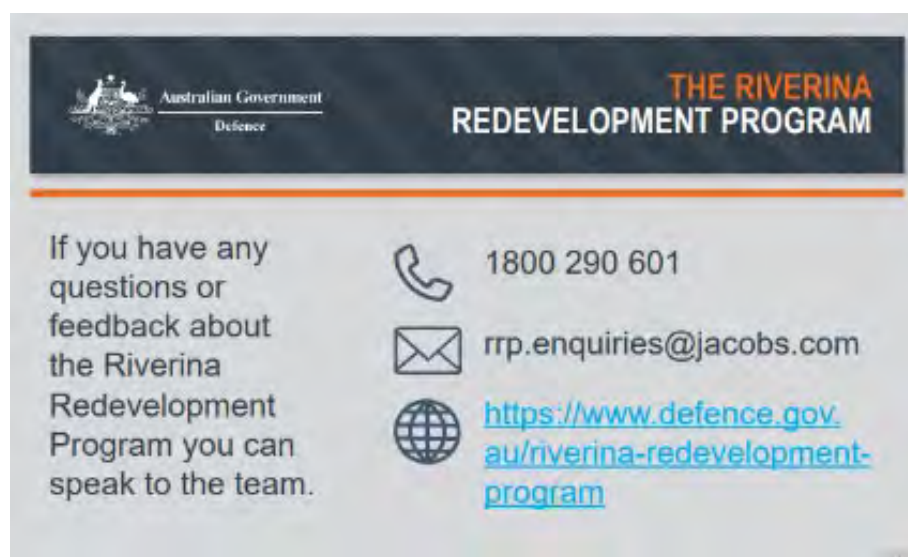 Australian Government
Defence
THE RIVERINA
REDEVELOPMENT PROGRAM
If you have any
questions or
feedback about
the Riverina
Redevelopment
Program you can
speak to the team.
1800 290 601
rrp.enquiries@jacobs.com
https://www.defence.gov.
au/riverina-redevelopment-
program